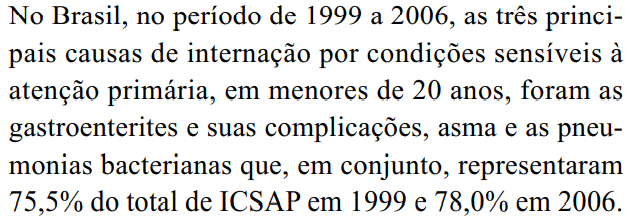 No Brasil, no período de 1999 a 2006, as três princi-
pais causas de internação por condições sensíveis à
atenção primária, em menores de 20 anos, foram as
gastroenterites e suas complicações, asma e as pneu-
monias bacterianas que, em conjunto, representaram
75,5% do total de ICSAP em 1999 e 78,0% em 2006.